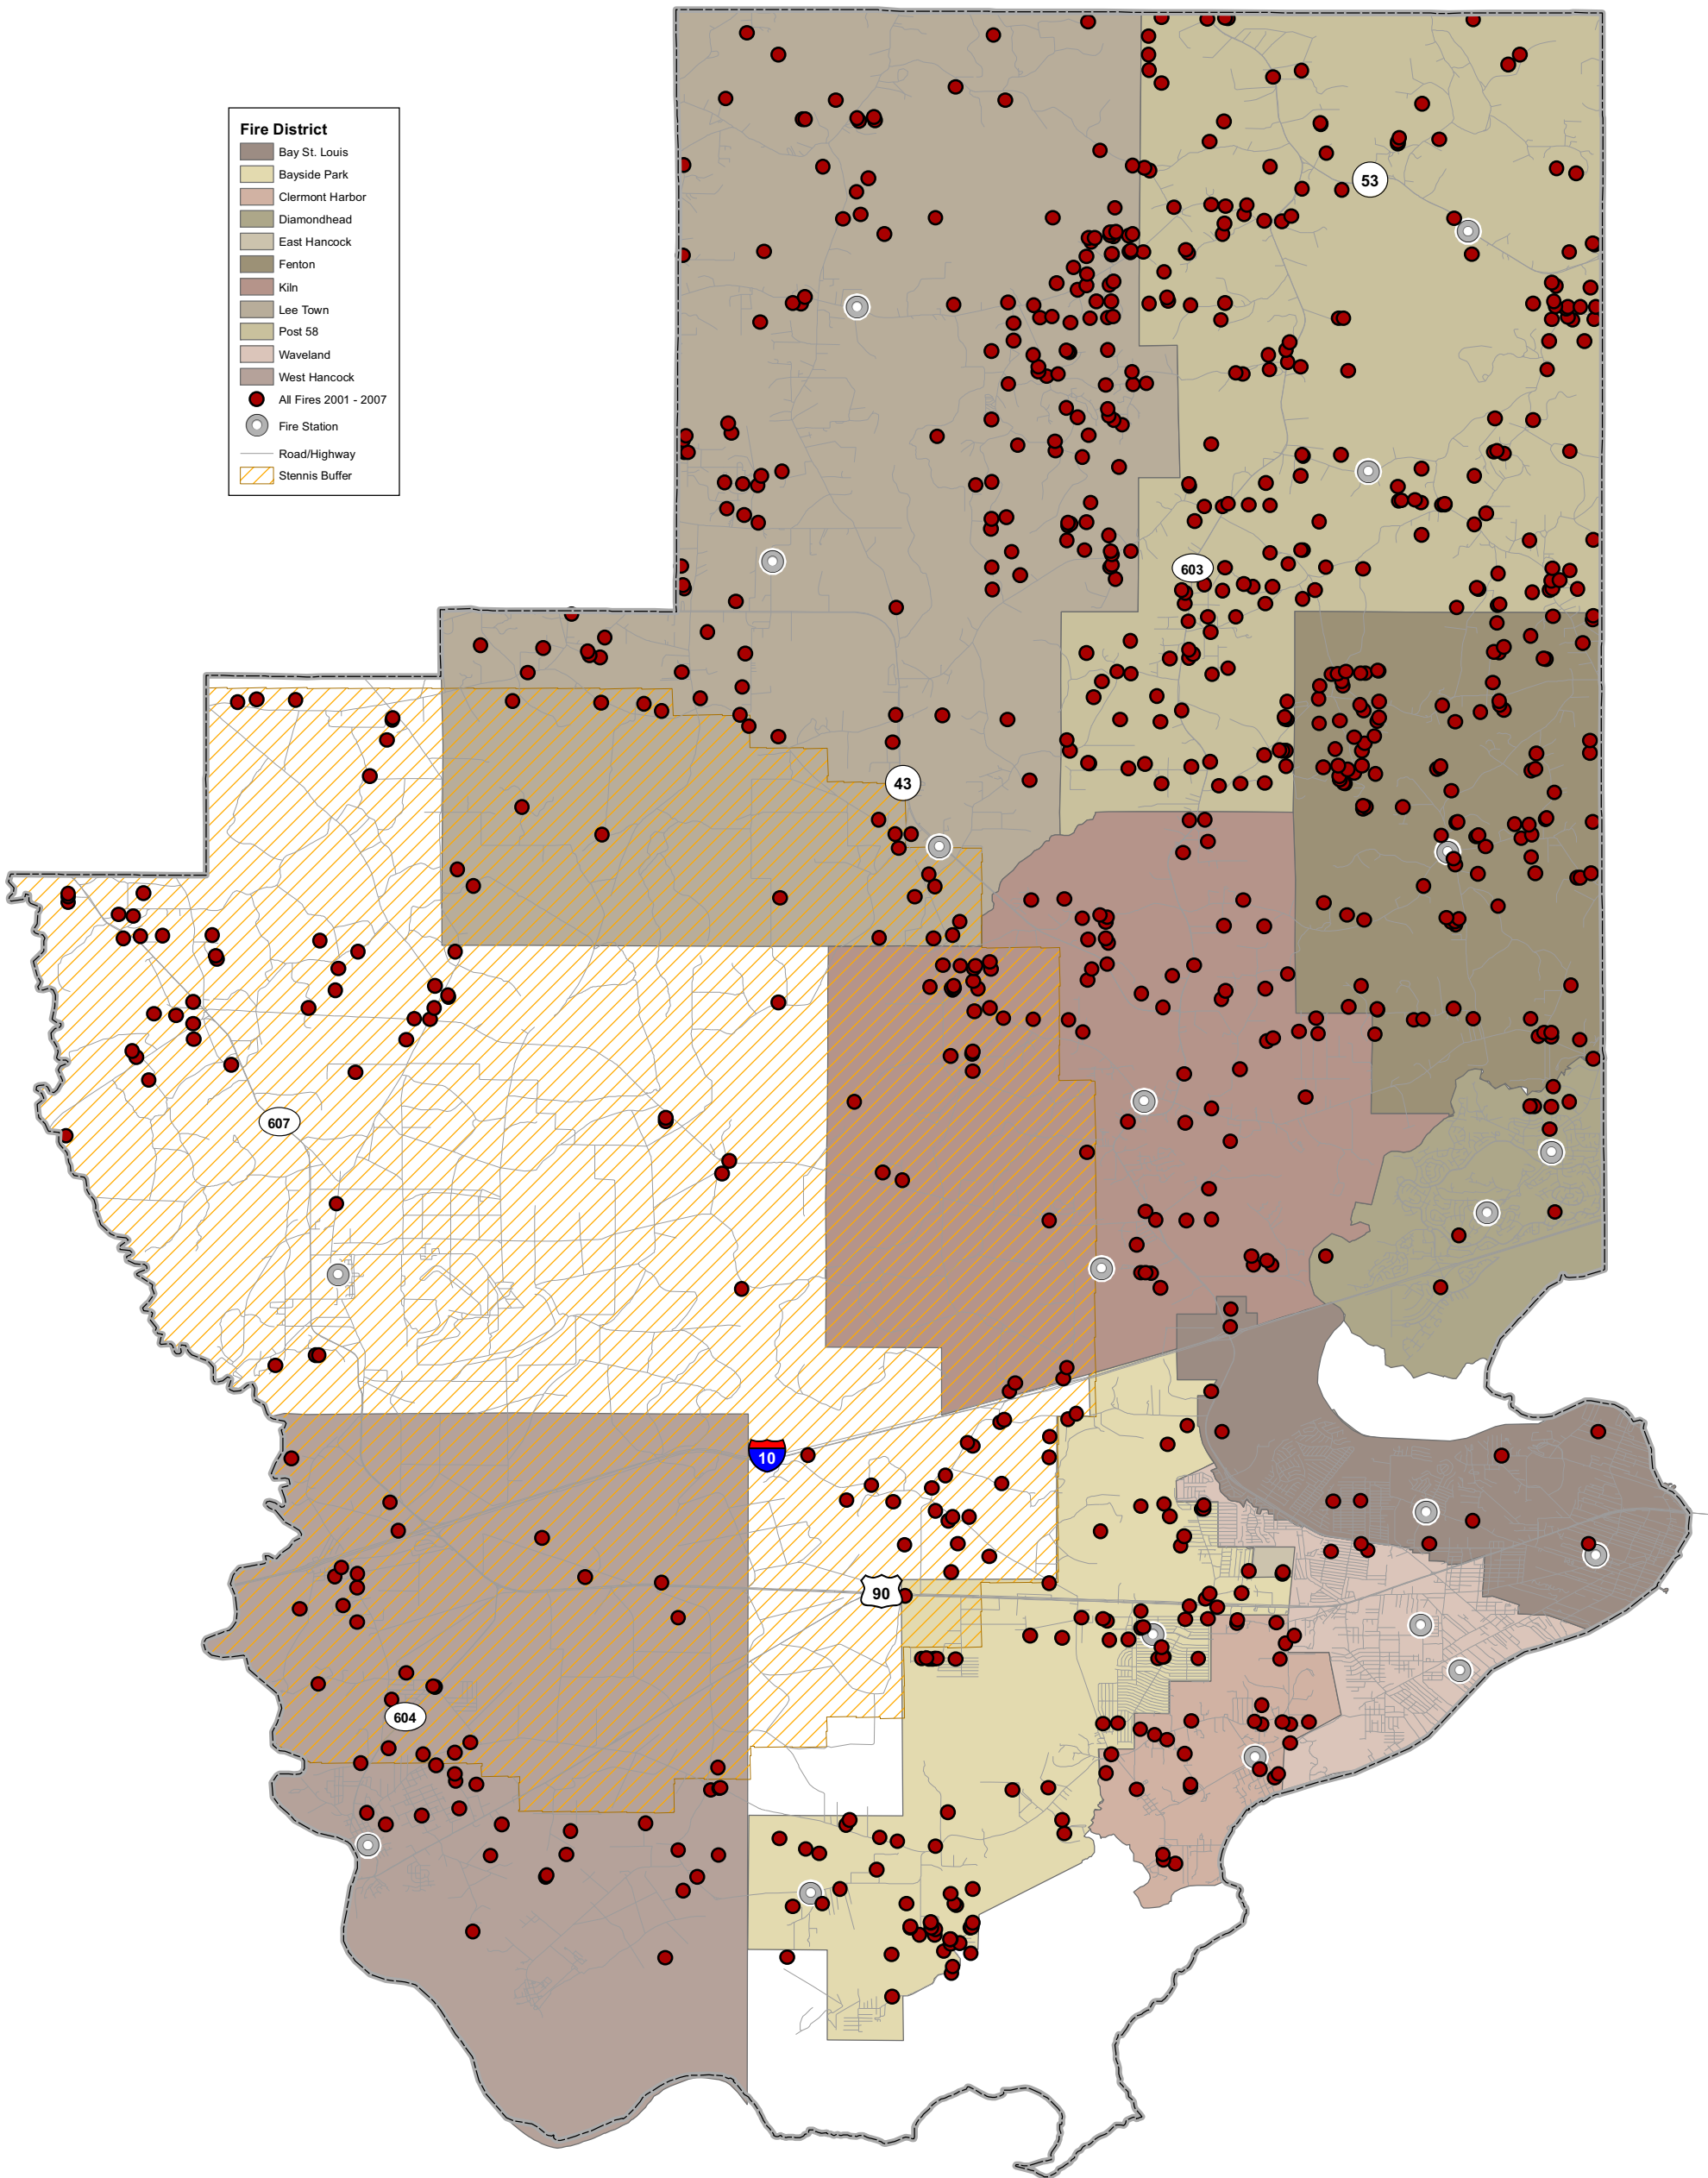 Fire District
Bay St. Louis
Bayside Park
Clermont Harbor
Diamondhead
East Hancock
Fenton
Kiln
Lee Town
Post 58
Waveland
West Hancock
All Fires 2001 - 2007
Fire Station
Road/Highway
Stennis Buffer
53
603
43
607
10
90
604